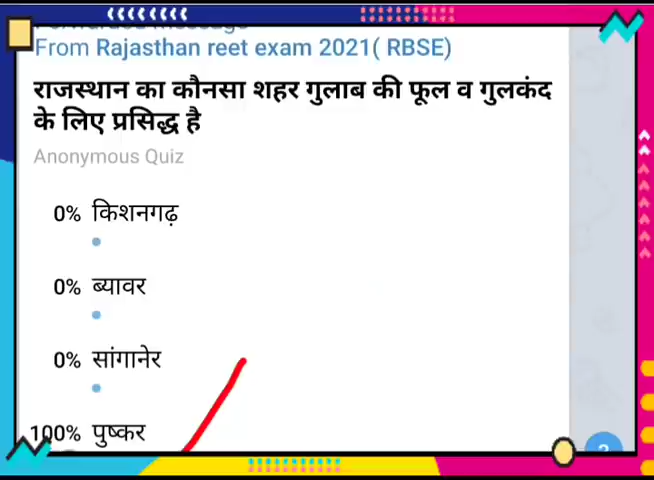 From Rajasthan reet exam 2021( RBSE)
राजस्थान का कौनसा शहर गुलाब की फूल व गुलकंद
के लिए प्रसिद्ध है
Anonymous Quiz
0% किशनगढ़
0% ब्यावर
0% सांगानेर
100% पुष्कर